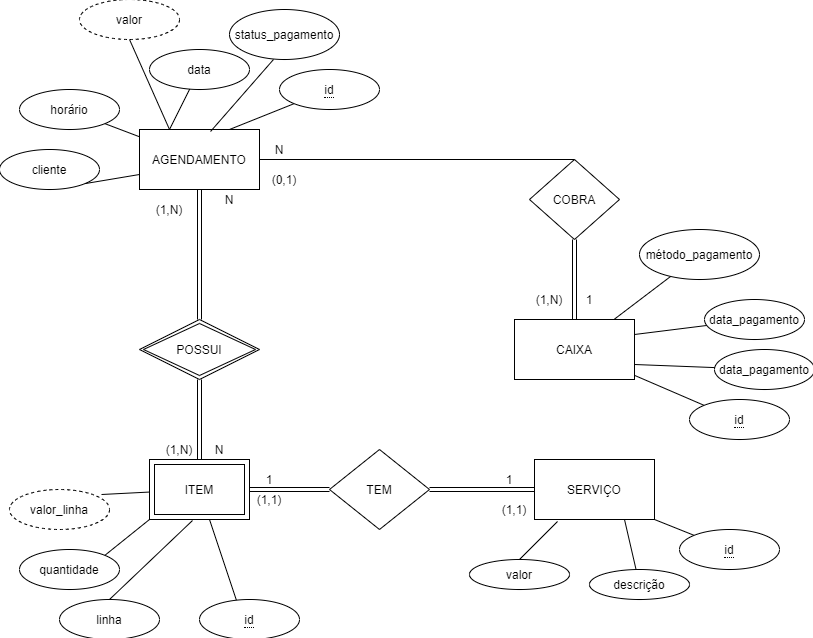 valor
status_pagamento
data
id
horário
AGENDAMENTO
cliente
N
(0,1)
(1,N)
N
COBRA
método_pagamento
(1,N)
1
data_pagamento
CAIXA
data_pagamento
id
POSSUI
(1,N)
N
ITEM
1
(1,1)
TEM
1
(1,1)
SERVIÇO
valor_linha
quantidade
linha
id
valor
descrição
id